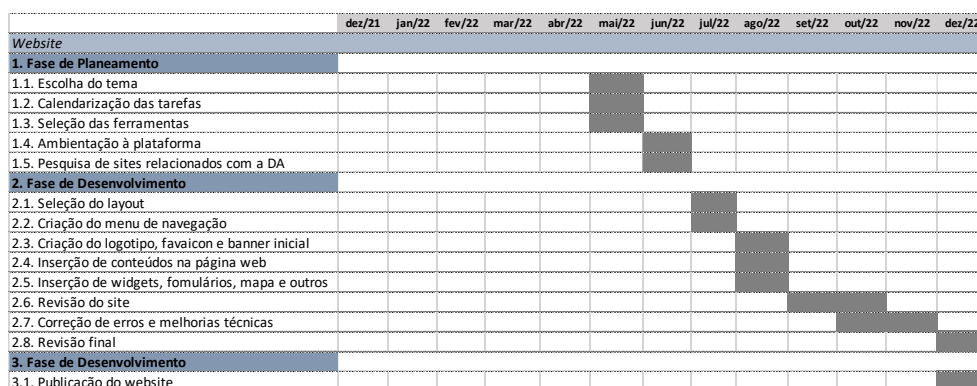 dez/21 jan/22 fev/22 mar/22 abr/22 mai/22 jun/22 jul/22 ago/22 set/22 out/22 nov/22 dez/22
Website
1. Fase de Planeamento
1.1. Escolha do tema
1.2. Calendarização das tarefas
1.3. Seleção das ferramentas
1.4. Ambientação à plataforma
1.5. Pesquisa de sites relacionados com a DA
2. Fase de Desenvolvimento
2.1. Seleção do layout
2.2. Criação do menu de navegação
2.3. Criação do logotipo, favaicon e banner inicial
2.4. Inserção de conteúdos na página web
2.5. Inserção de widgets, fomulários, mapa e outros
2.6. Revisão do site
2.7. Correção de erros e melhorias técnicas
2.8. Revisão final
3. Fase de Desenvolvimento
3.1. Publicação do website